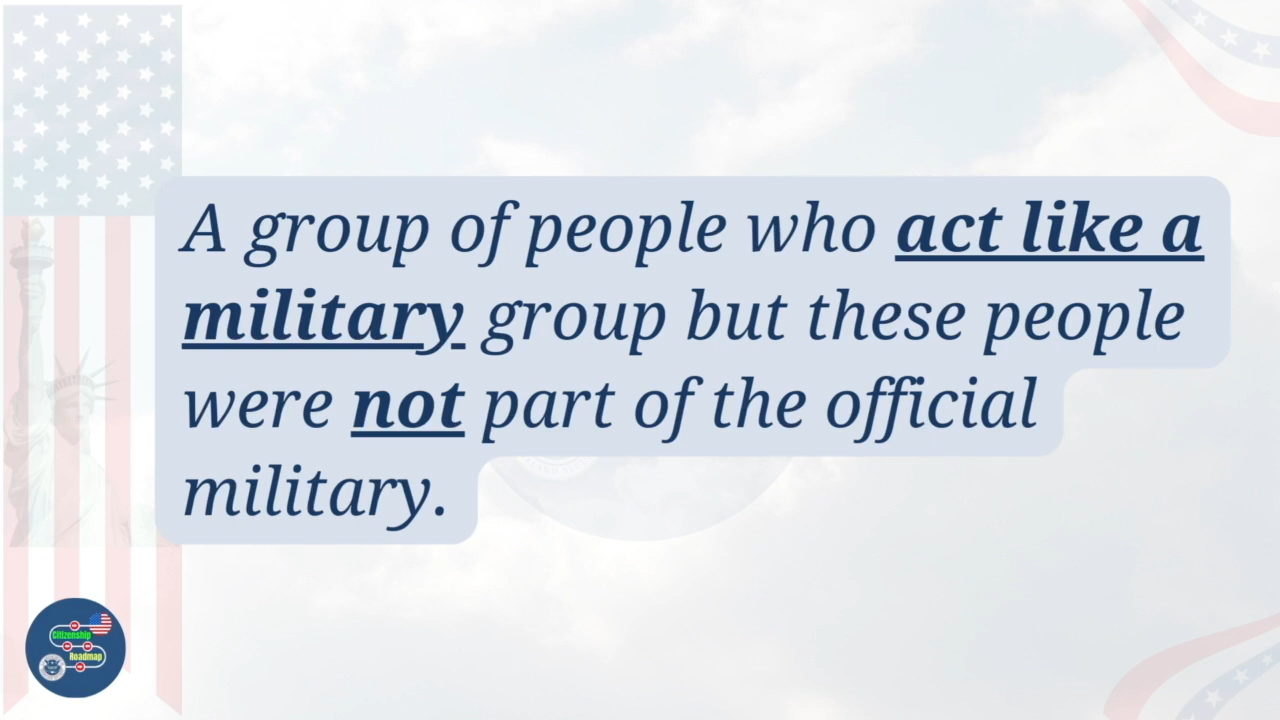 A group of people who act like a
military group but these people
were not part of the official
military.
Citizenship
Roadmap